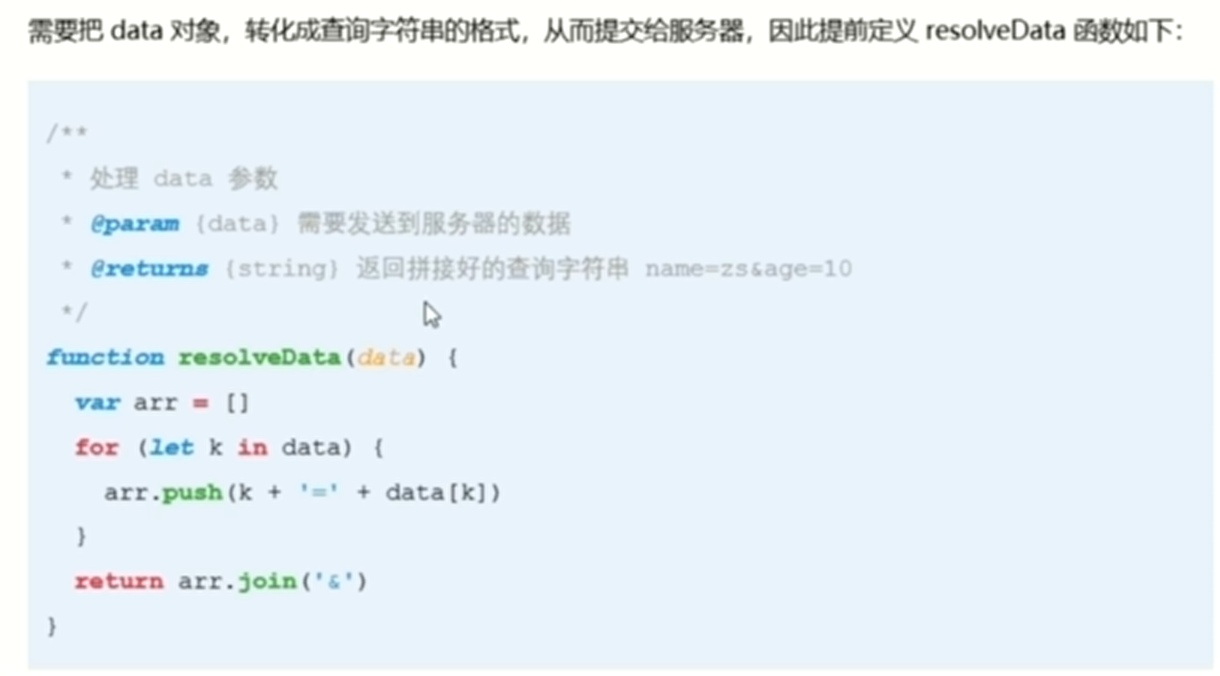 需要把 data 对象，转化成查询字符串的格式，从而提交给服务器，因此提前定义 resolveData 函数如下：
/**
 * 处理 data 参数
 * @param {data} 需要发送到服务器的数据
 * @returns {string} 返回拼接好的查询字符串 name=zs&age=10
 */
function resolveData(data) {
  var arr = []
  for (let k in data) {
    arr.push(k + '=' + data[k])
  }
  return arr.join('&')
}